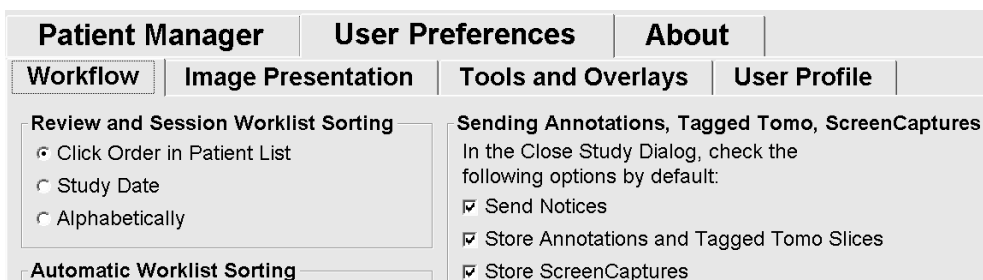 Patient Manager User Preferences About
Workflow Image Presentation Tools and Overlays User Profile
Review and Session Worklist Sorting
Click Order in Patient List
Study Date
Alphabetically
Automatic Worklist Sorting
Sending Annotations, Tagged Tomo, ScreenCaptures
In the Close Study Dialog, check the
following options by default:
Send Notices
Store Annotations and Tagged Tomo Slices
Store ScreenCaptures